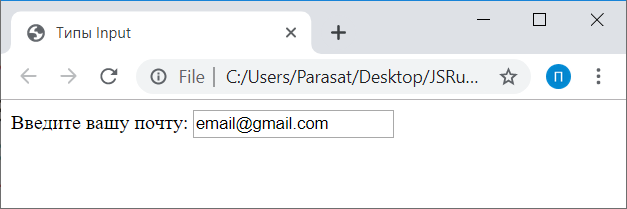 Типы Input
File | C:/Users/Parasat/Desktop/JSRu...
П
Введите вашу почту: email@gmail.com